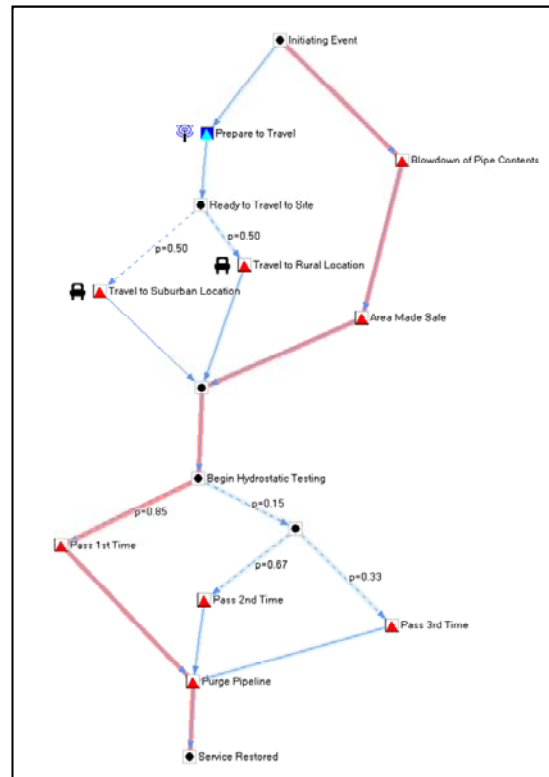 Initiating Event
Prepare to Travel
Blowdown of Pipe Contents
Ready to Travel to Site
p=0.50
p=0.50
Travel to Rural Location
Travel to Suburban Location
Area Made Safe
Begin Hydrostatic Testing
p=0.85
p=0.15
Pass 1st Time
p=0.67
p=0.33
Pass 2nd Time
Pass 3rd Time
Purge Pipeline
Service Restored